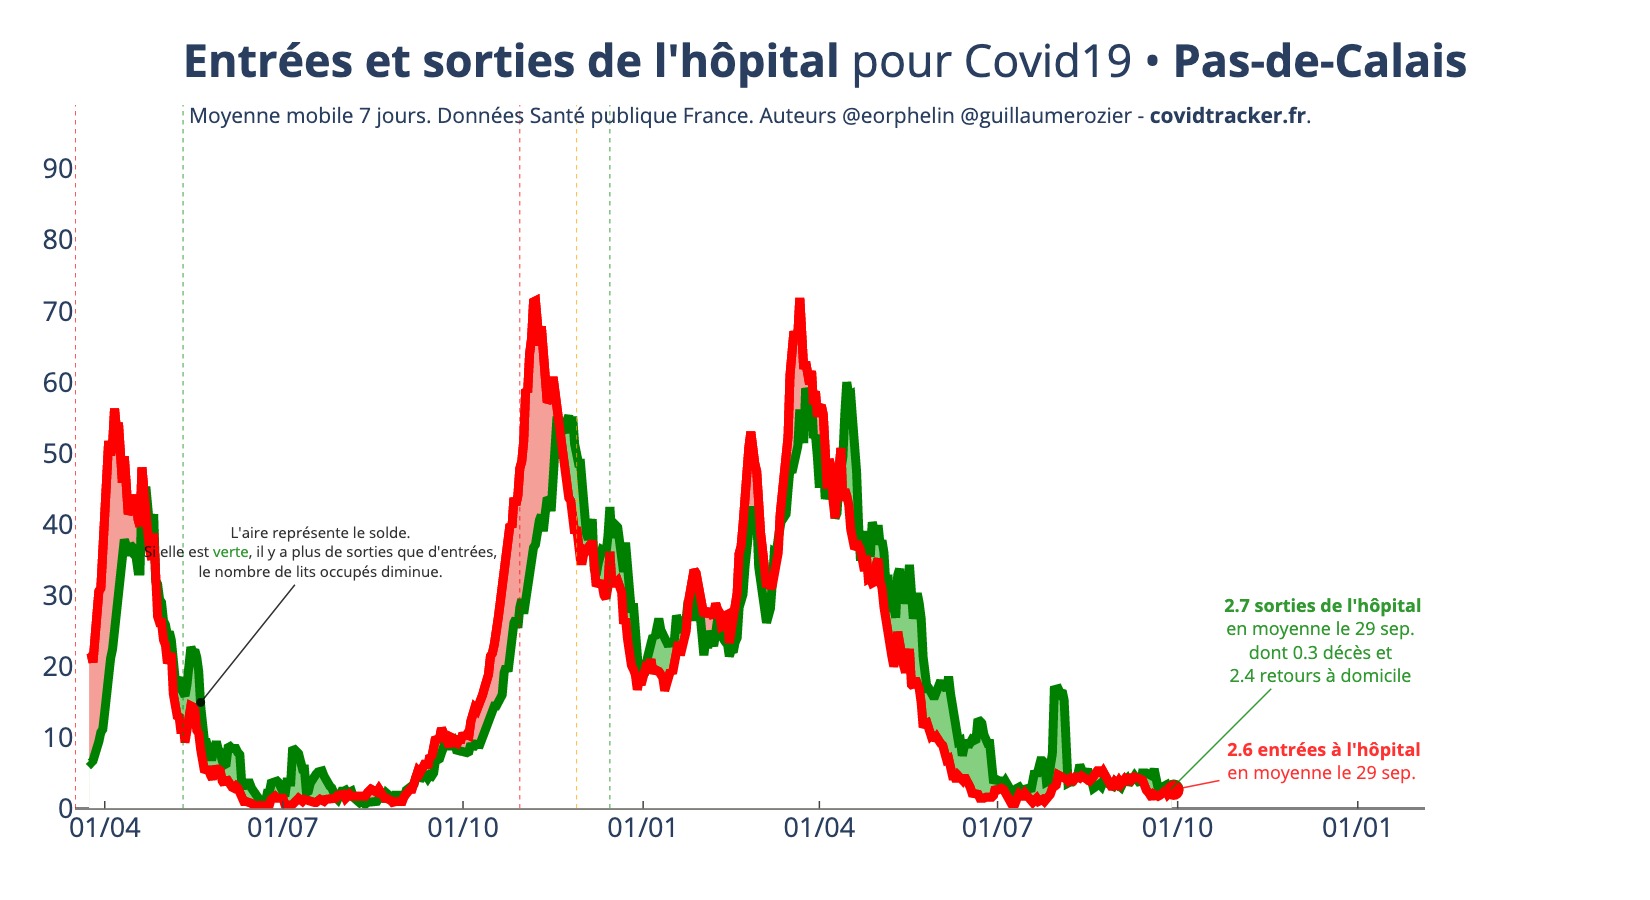 Entrées et sorties de l'hôpital pour Covid19 • Pas-de-Calais
Moyenne mobile 7 jours. Données Santé publique France. Auteurs @eorphelin @guillaumerozier - covidtracker.fr.
90
80
70
60
50
40
30
20
10
0
L'aire représente le solde.
Si elle est verte, il y a plus de sorties que d'entrées,
le nombre de lits occupés diminue.
2.7 sorties de l'hôpital
en moyenne le 29 sep.
dont 0.3 décès et
2.4 retours à domicile
2.6 entrées à l'hôpital
en moyenne le 29 sep.
01/04 01/07 01/10 01/01 01/04 01/07 01/10 01/01